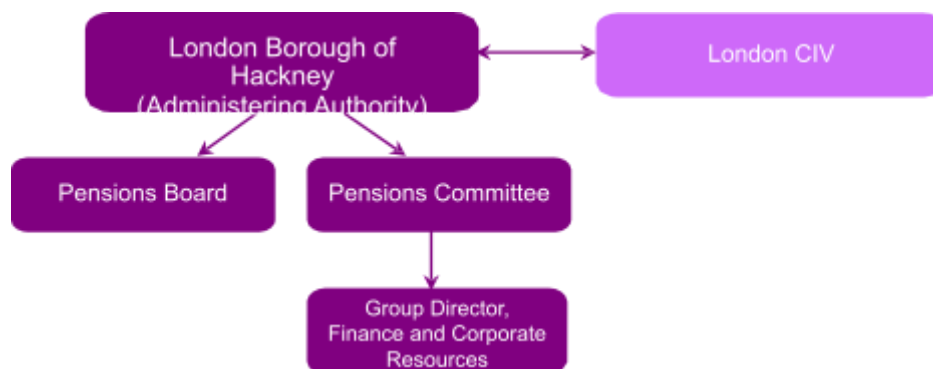 London Borough of
Hackney
(Administering Authority)
London CIV
Pensions Board
Pensions Committee
Group Director,
Finance and Corporate
Resources